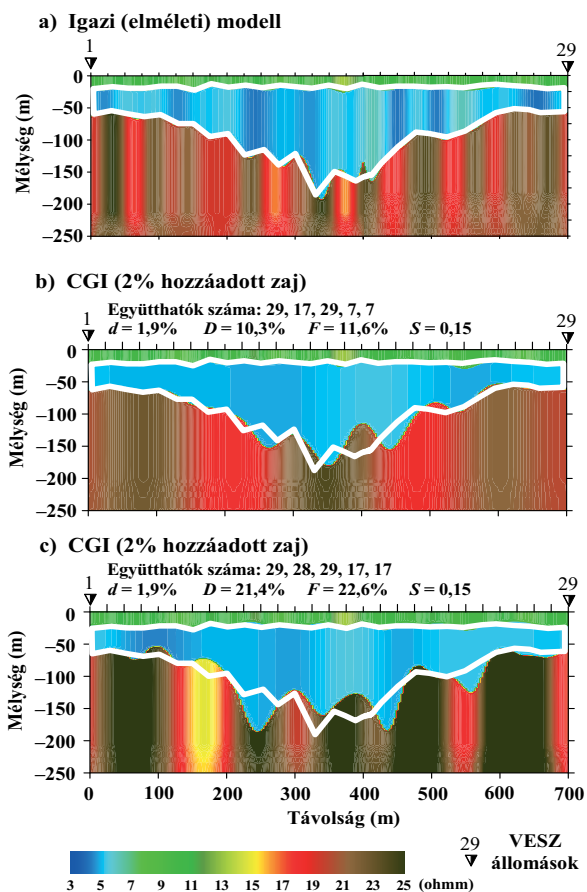 a) Igazi (elméleti) modell
1
29
0
–50
–100
–150
–200
–250
Mélység (m)
b) CGI (2% hozzáadott zaj)
Együtthatók száma: 29, 17, 29, 7, 7
1
29
d = 1,9% D = 10,3% F = 11,6% S = 0,15
0
–50
–100
–150
–200
–250
Mélység (m)
c) CGI (2% hozzáadott zaj)
Együtthatók száma: 29, 28, 29, 17, 17
1
29
d = 1,9% D = 21,4% F = 22,6% S = 0,15
0
–50
–100
–150
–200
–250
Mélység (m)
0 100 200 300 400 500 600 700
Távolság (m)
3 5 7 9 11 13 15 17 19 21 23 25 (ohmm)
29 VESZ
állomások